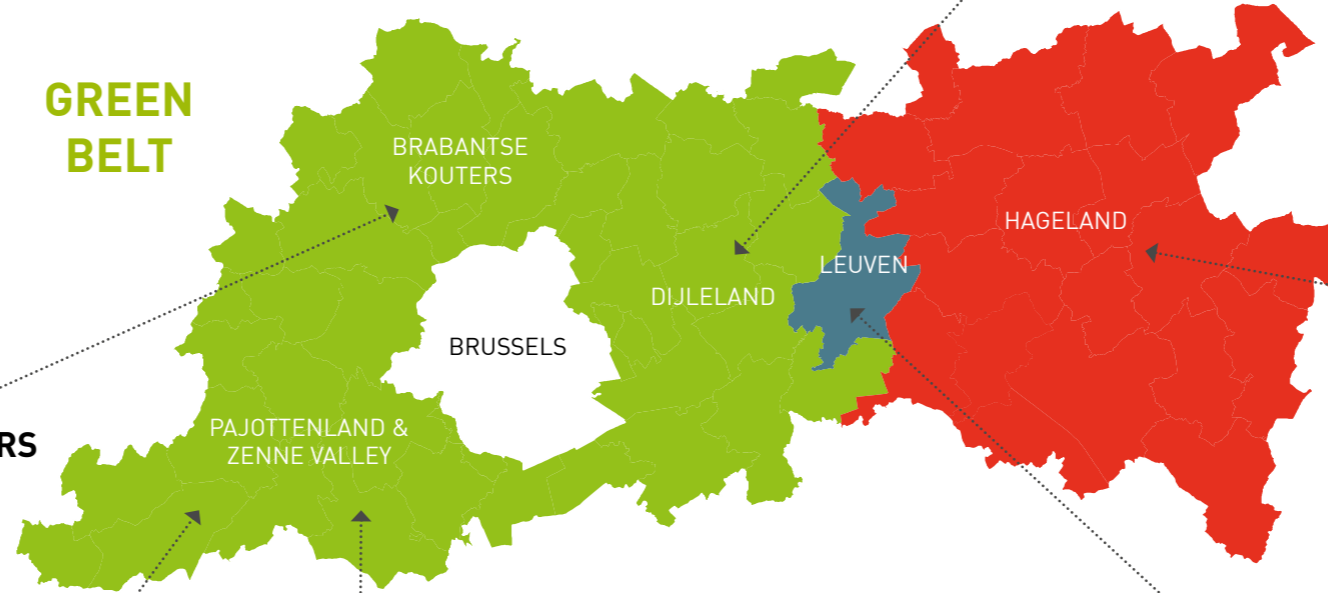 GREEN
BELT
BRABANTSE
KOUTERS
HAGELAND
LEUVEN
DIJLELAND
BRUSSELS
PAJOTTENLAND &
ZENNE VALLEY
RS